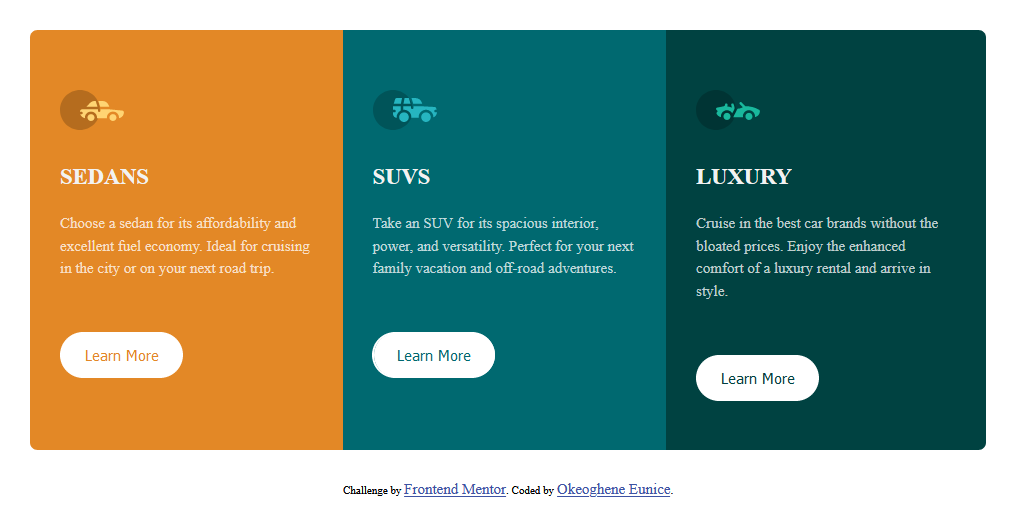 SEDANS
Choose a sedan for its affordability and
excellent fuel economy. Ideal for cruising
in the city or on your next road trip.
Learn More
SUVS
Take an SUV for its spacious interior,
power, and versatility. Perfect for your next
family vacation and off-road adventures.
Learn More
LUXURY
Cruise in the best car brands without the
bloated prices. Enjoy the enhanced
comfort of a luxury rental and arrive in
style.
Learn More
Challenge by Frontend Mentor. Coded by Okeoghene Eunice.